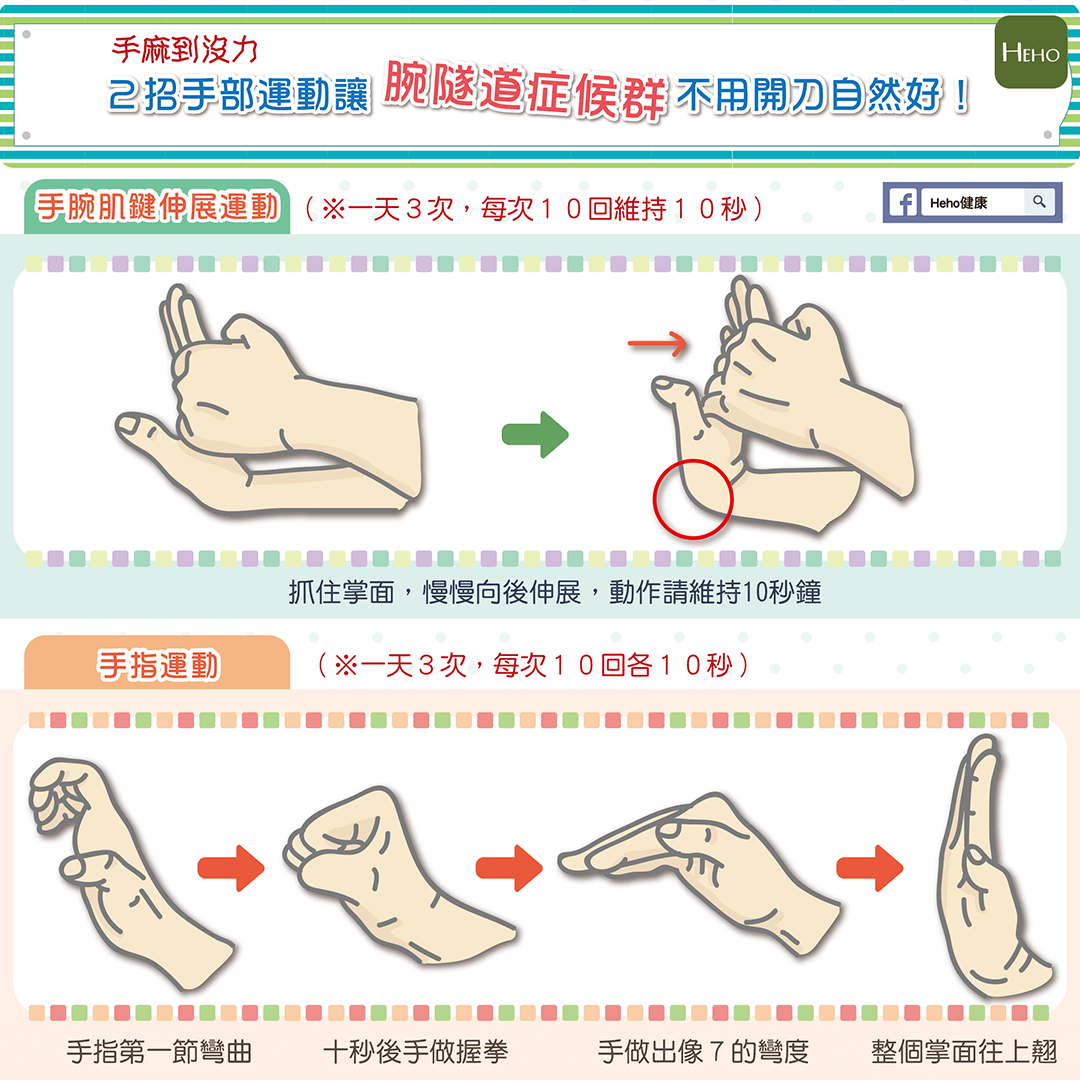 手麻到沒力
HEHO
2招手部運動讓 腕隧道症候群 不用開刀自然好！
手腕肌鍵伸展運動 （※一天３次，每次１０回維持１０秒）
f Heho健康
抓住掌面，慢慢向後伸展，動作請維持10秒鐘
手指運動 （※一天３次，每次１０回各１０秒）
手指第一節彎曲 十秒後手做握拳 手做出像７的彎度 整個掌面往上翹